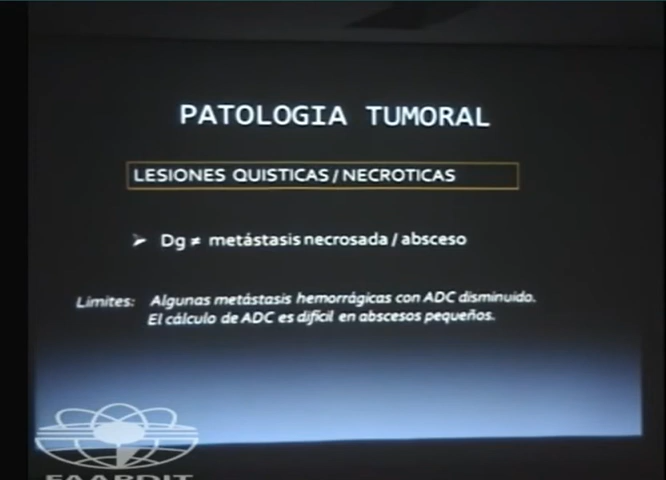 PATOLOGIA TUMORAL
LESIONES QUISTICAS / NECROTICAS
➢ Dg ≠ metástasis necrosada / absceso
Limites: Algunas metástasis hemorrágicas con ADC disminuido.
El cálculo de ADC es difícil en abscesos pequeños.
FAARDIT